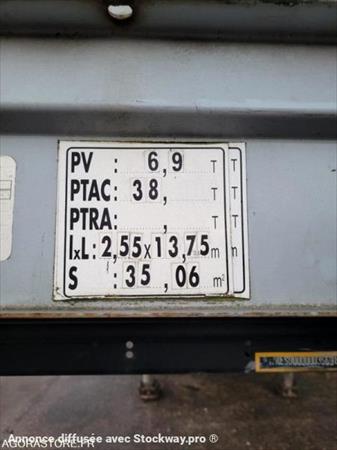 PV : 6,9 T
PTAC: 38, T
PTRA: , T
lxL: 2,55x13,75 m
S : 35,06 m²
Annonce diffusée avec Stockway.pro ®
AGORASTORE.FR